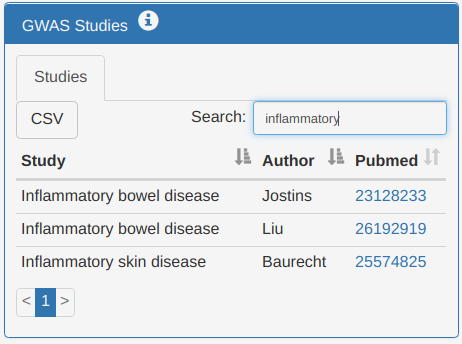 GWAS Studies i
Studies
CSV Search: inflammatory
Study Author Pubmed
Inflammatory bowel disease Jostins 23128233
Inflammatory bowel disease Liu 26192919
Inflammatory skin disease Baurecht 25574825
< 1 >